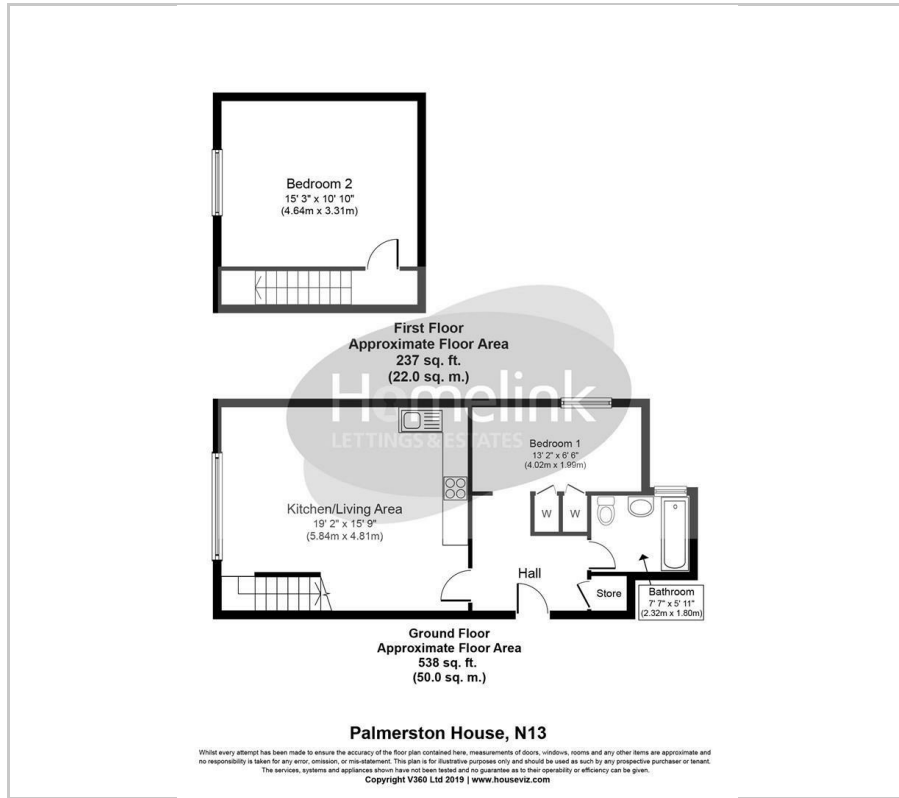 Bedroom 2
15' 3" x 10' 10"
(4.64m x 3.31m)
First Floor
Approximate Floor Area
237 sq. ft.
(22.0 sq. m.)
Homelink
LETTINGS & ESTATES
Bedroom 1
13' 2" x 6' 6"
(4.02m x 1.99m)
Kitchen/Living Area
19' 2" x 15' 9"
(5.84m x 4.81m)
W W
Hall
Store
Bathroom
7' 7" x 5' 11"
(2.32m x 1.80m)
Ground Floor
Approximate Floor Area
538 sq. ft.
(50.0 sq. m.)
Palmerston House, N13
Whilst every attempt has been made to ensure the accuracy of the floor plan contained here, measurements of doors, windows, rooms and any other items are approximate and
no responsibility is taken for any error, omission, or mis-statement. This plan is for illustrative purposes only and should be used as such by any prospective purchaser or tenant.
The services, systems and appliances shown have not been tested and no guarantee as to their operability or efficiency can be given.
Copyright V360 Ltd 2019 | www.houseviz.com